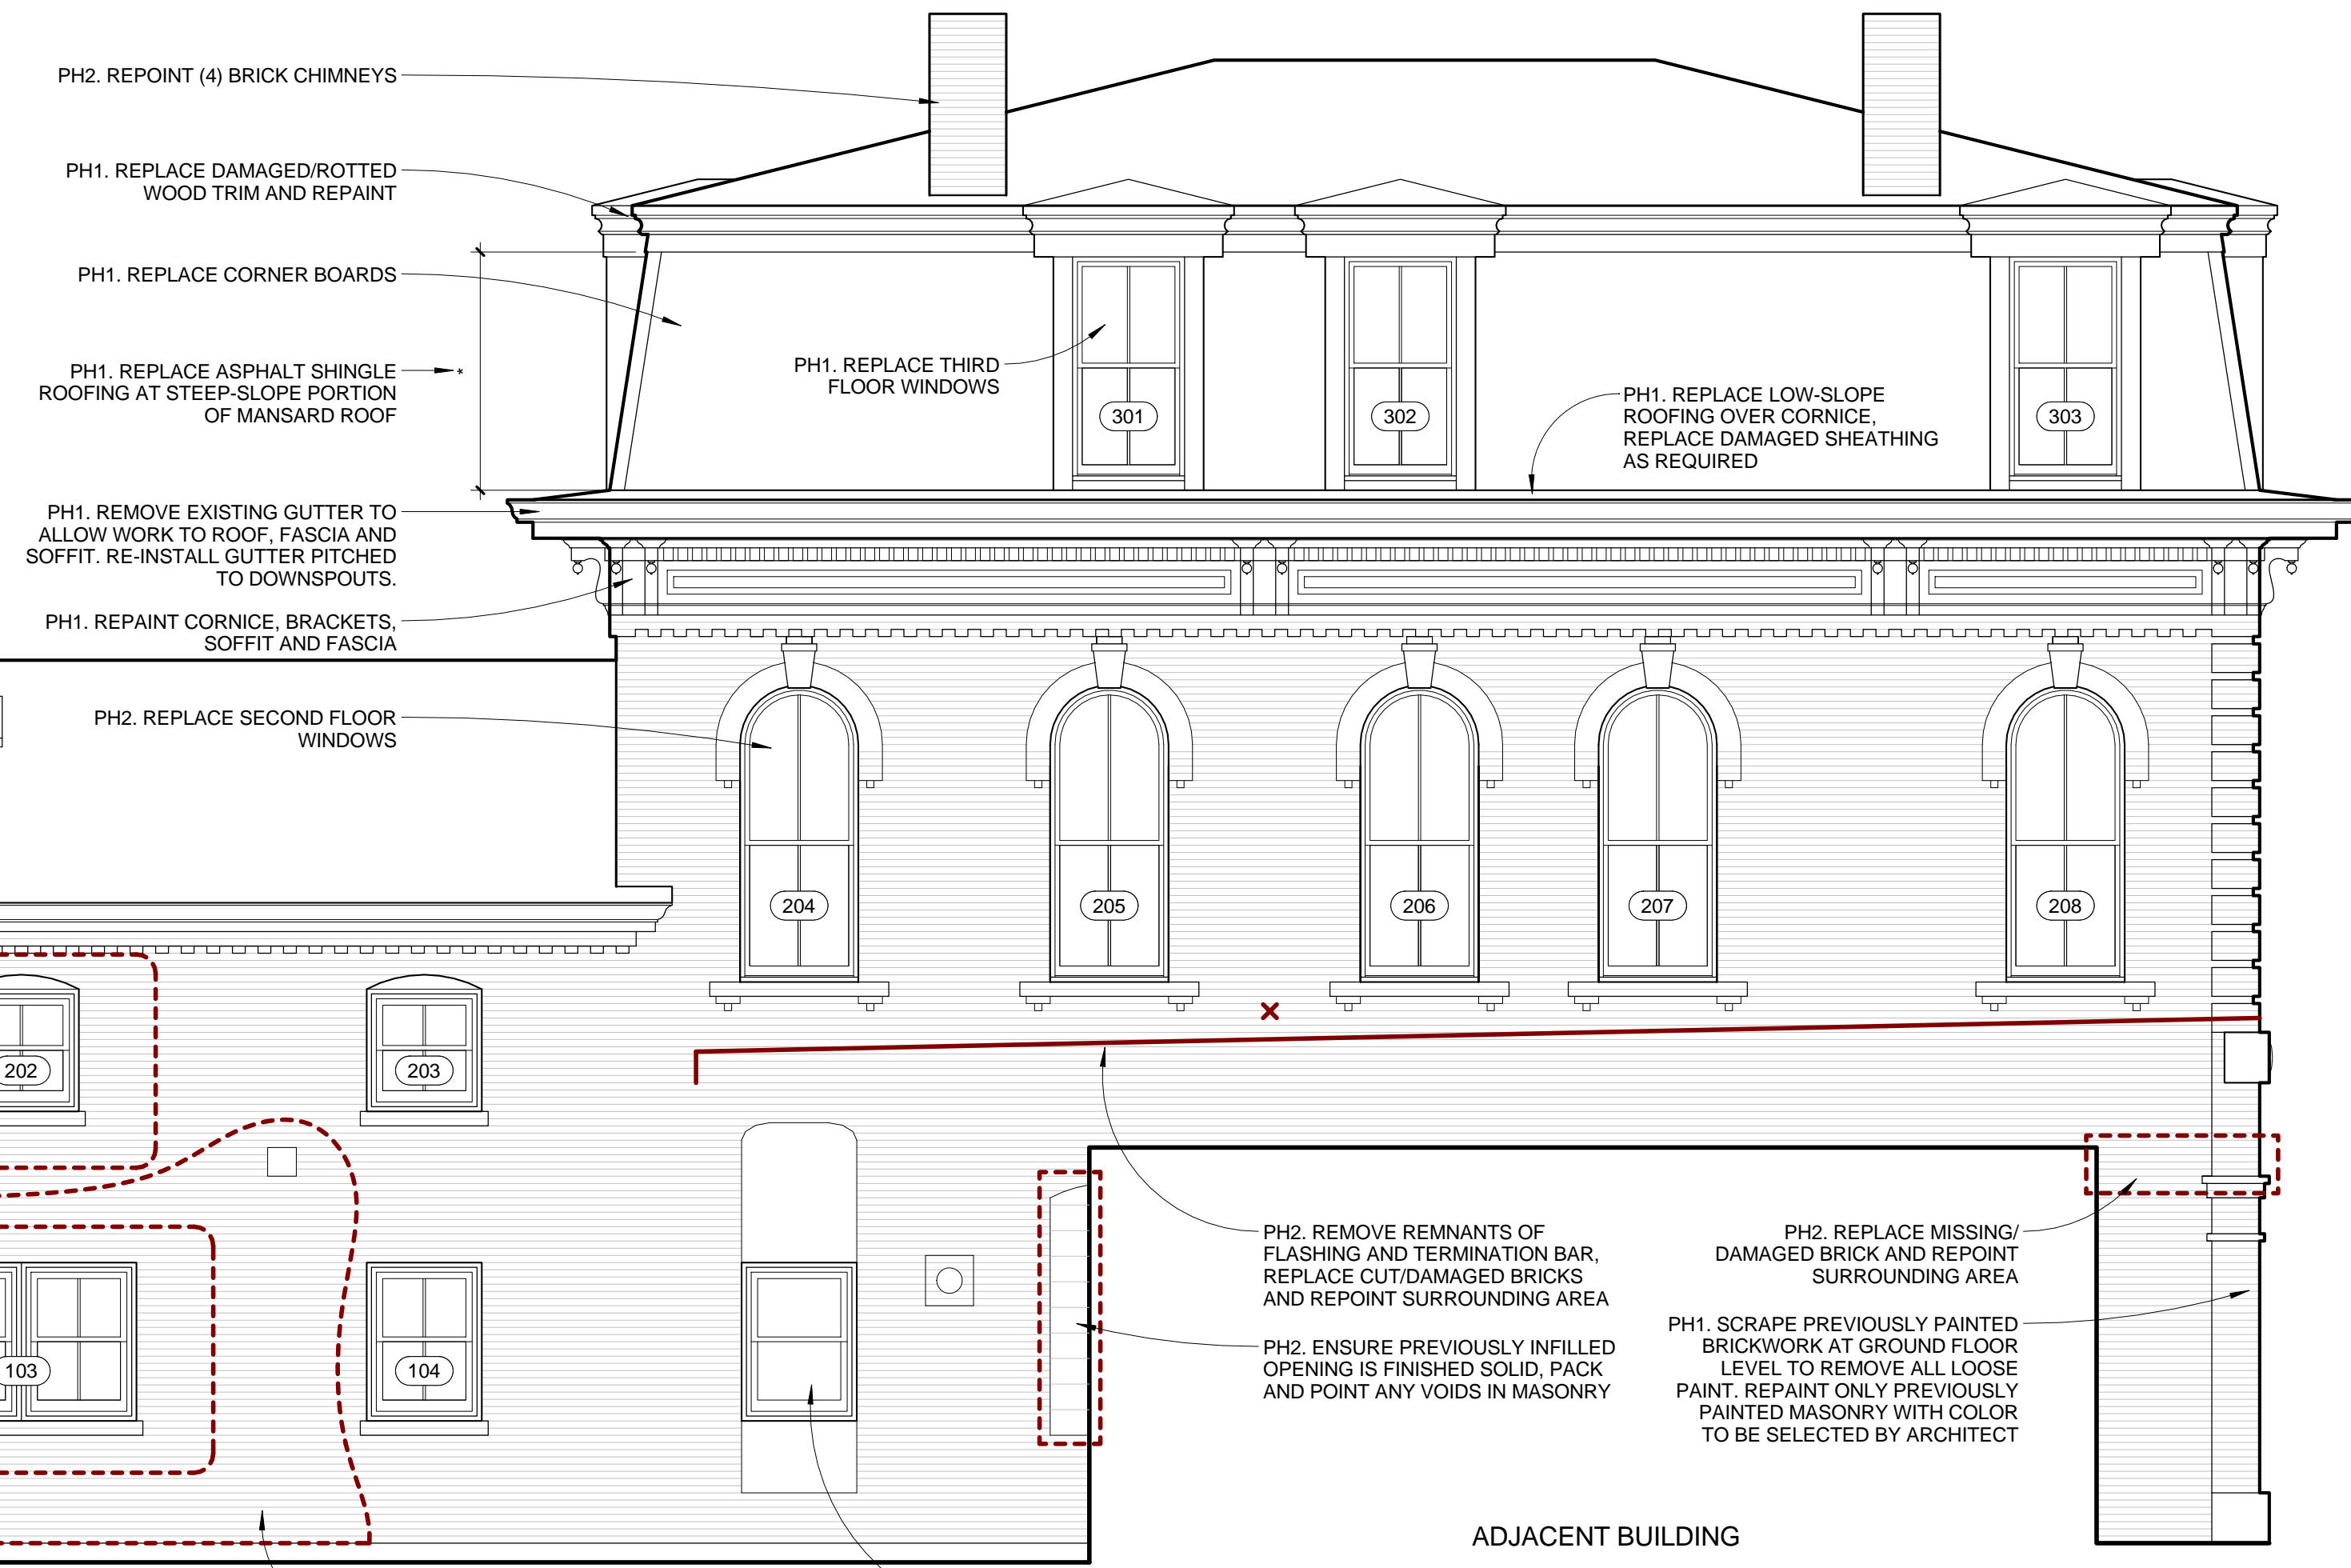 PH2. REPOINT (4) BRICK CHIMNEYS
PH1. REPLACE DAMAGED/ROTTED
WOOD TRIM AND REPAINT
PH1. REPLACE CORNER BOARDS
PH1. REPLACE ASPHALT SHINGLE
ROOFING AT STEEP-SLOPE PORTION
OF MANSARD ROOF
*
PH1. REPLACE THIRD
FLOOR WINDOWS
301
302
303
PH1. REPLACE LOW-SLOPE
ROOFING OVER CORNICE,
REPLACE DAMAGED SHEATHING
AS REQUIRED
PH1. REMOVE EXISTING GUTTER TO
ALLOW WORK TO ROOF, FASCIA AND
SOFFIT. RE-INSTALL GUTTER PITCHED
TO DOWNSPOUTS.
PH1. REPAINT CORNICE, BRACKETS,
SOFFIT AND FASCIA
PH2. REPLACE SECOND FLOOR
WINDOWS
204
205
206
207
208
202
203
103
104
PH2. REMOVE REMNANTS OF
FLASHING AND TERMINATION BAR,
REPLACE CUT/DAMAGED BRICKS
AND REPOINT SURROUNDING AREA
PH2. ENSURE PREVIOUSLY INFILLED
OPENING IS FINISHED SOLID, PACK
AND POINT ANY VOIDS IN MASONRY
PH2. REPLACE MISSING/
DAMAGED BRICK AND REPOINT
SURROUNDING AREA
PH1. SCRAPE PREVIOUSLY PAINTED
BRICKWORK AT GROUND FLOOR
LEVEL TO REMOVE ALL LOOSE
PAINT. REPAINT ONLY PREVIOUSLY
PAINTED MASONRY WITH COLOR
TO BE SELECTED BY ARCHITECT
ADJACENT BUILDING